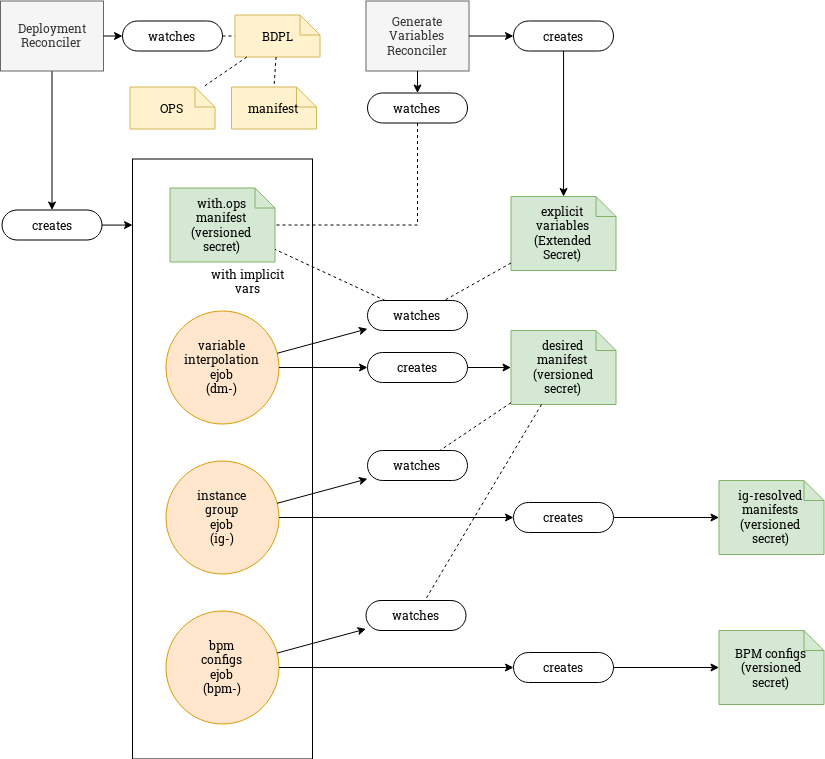 Deployment
Reconciler
watches
BDPL
Generate
Variables
Reconciler
creates
OPS
manifest
watches
creates
with.ops
manifest
(versioned
secret)
explicit
variables
(Extended
Secret)
with implicit
vars
watches
variable
interpolation
ejob
(dm-)
creates
desired
manifest
(versioned
secret)
watches
instance
group
ejob
(ig-)
creates
ig-resolved
manifests
(versioned
secret)
watches
bpm
configs
ejob
(bpm-)
creates
BPM configs
(versioned
secret)